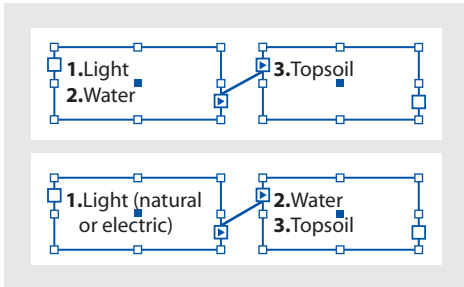 1.Light
2.Water
3.Topsoil
1.Light (natural
or electric)
2.Water
3.Topsoil